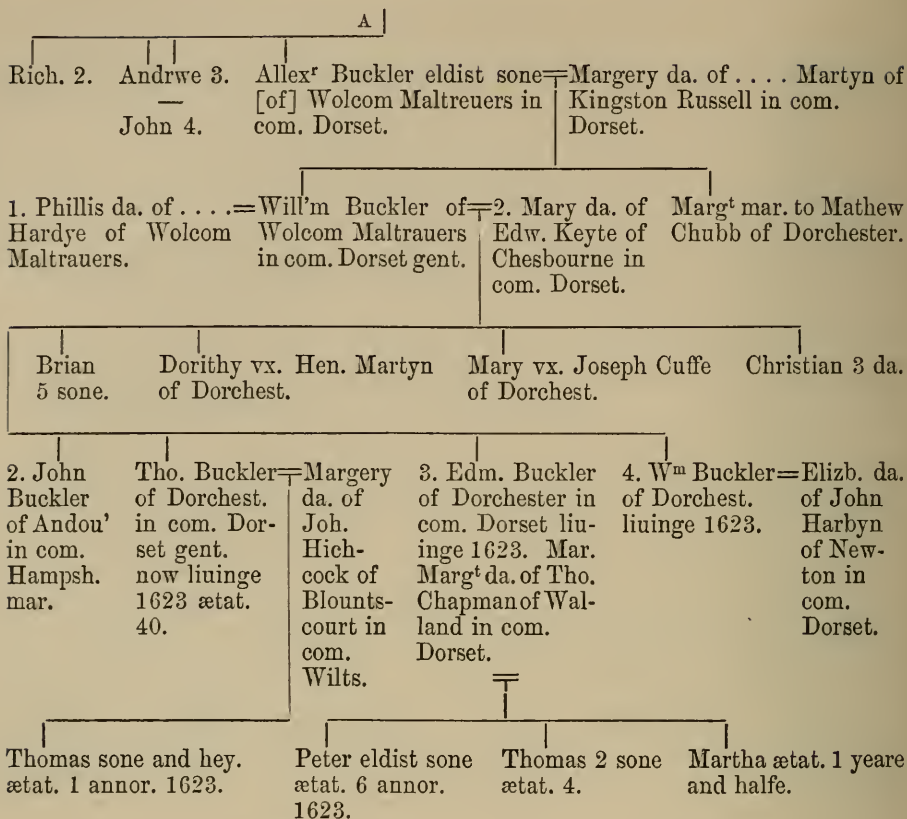 A
Rich. 2.
Andrwe 3.
—
John 4.
Allexʳ Buckler eldist sone
[of] Wolcom Maltreuers in
com. Dorset.
Margery da. of . . . . Martyn of
Kingston Russell in com.
Dorset.
1. Phillis da. of . . . .
Hardye of Wolcom
Maltrauers.
Will'm Buckler of
Wolcom Maltrauers
in com. Dorset gent.
2. Mary da. of
Edw. Keyte of
Chesbourne in
com. Dorset.
Margᵗ mar. to Mathew
Chubb of Dorchester.
Brian
5 sone.
Dorithy vx. Hen. Martyn
of Dorchest.
Mary vx. Joseph Cuffe
of Dorchest.
Christian 3 da.
2. John
Buckler
of Andou'
in com.
Hampsh.
mar.
Tho. Buckler
of Dorchest.
in com. Dor-
set gent.
now liuinge
1623 ætat.
40.
Margery
da. of
Joh.
Hich-
cock of
Blounts-
court in
com.
Wilts.
3. Edm. Buckler
of Dorchester in
com. Dorset liu-
inge 1623. Mar.
Margᵗ da. of Tho.
Chapman of Wal-
land in com.
Dorset.
4. Wᵐ Buckler
of Dorchest.
liuinge 1623.
Elizb. da.
of John
Harbyn
of New-
ton in
com.
Dorset.
Thomas sone and hey.
ætat. 1 annor. 1623.
Peter eldist sone
ætat. 6 annor.
1623.
Thomas 2 sone
ætat. 4.
Martha ætat. 1 yeare
and halfe.